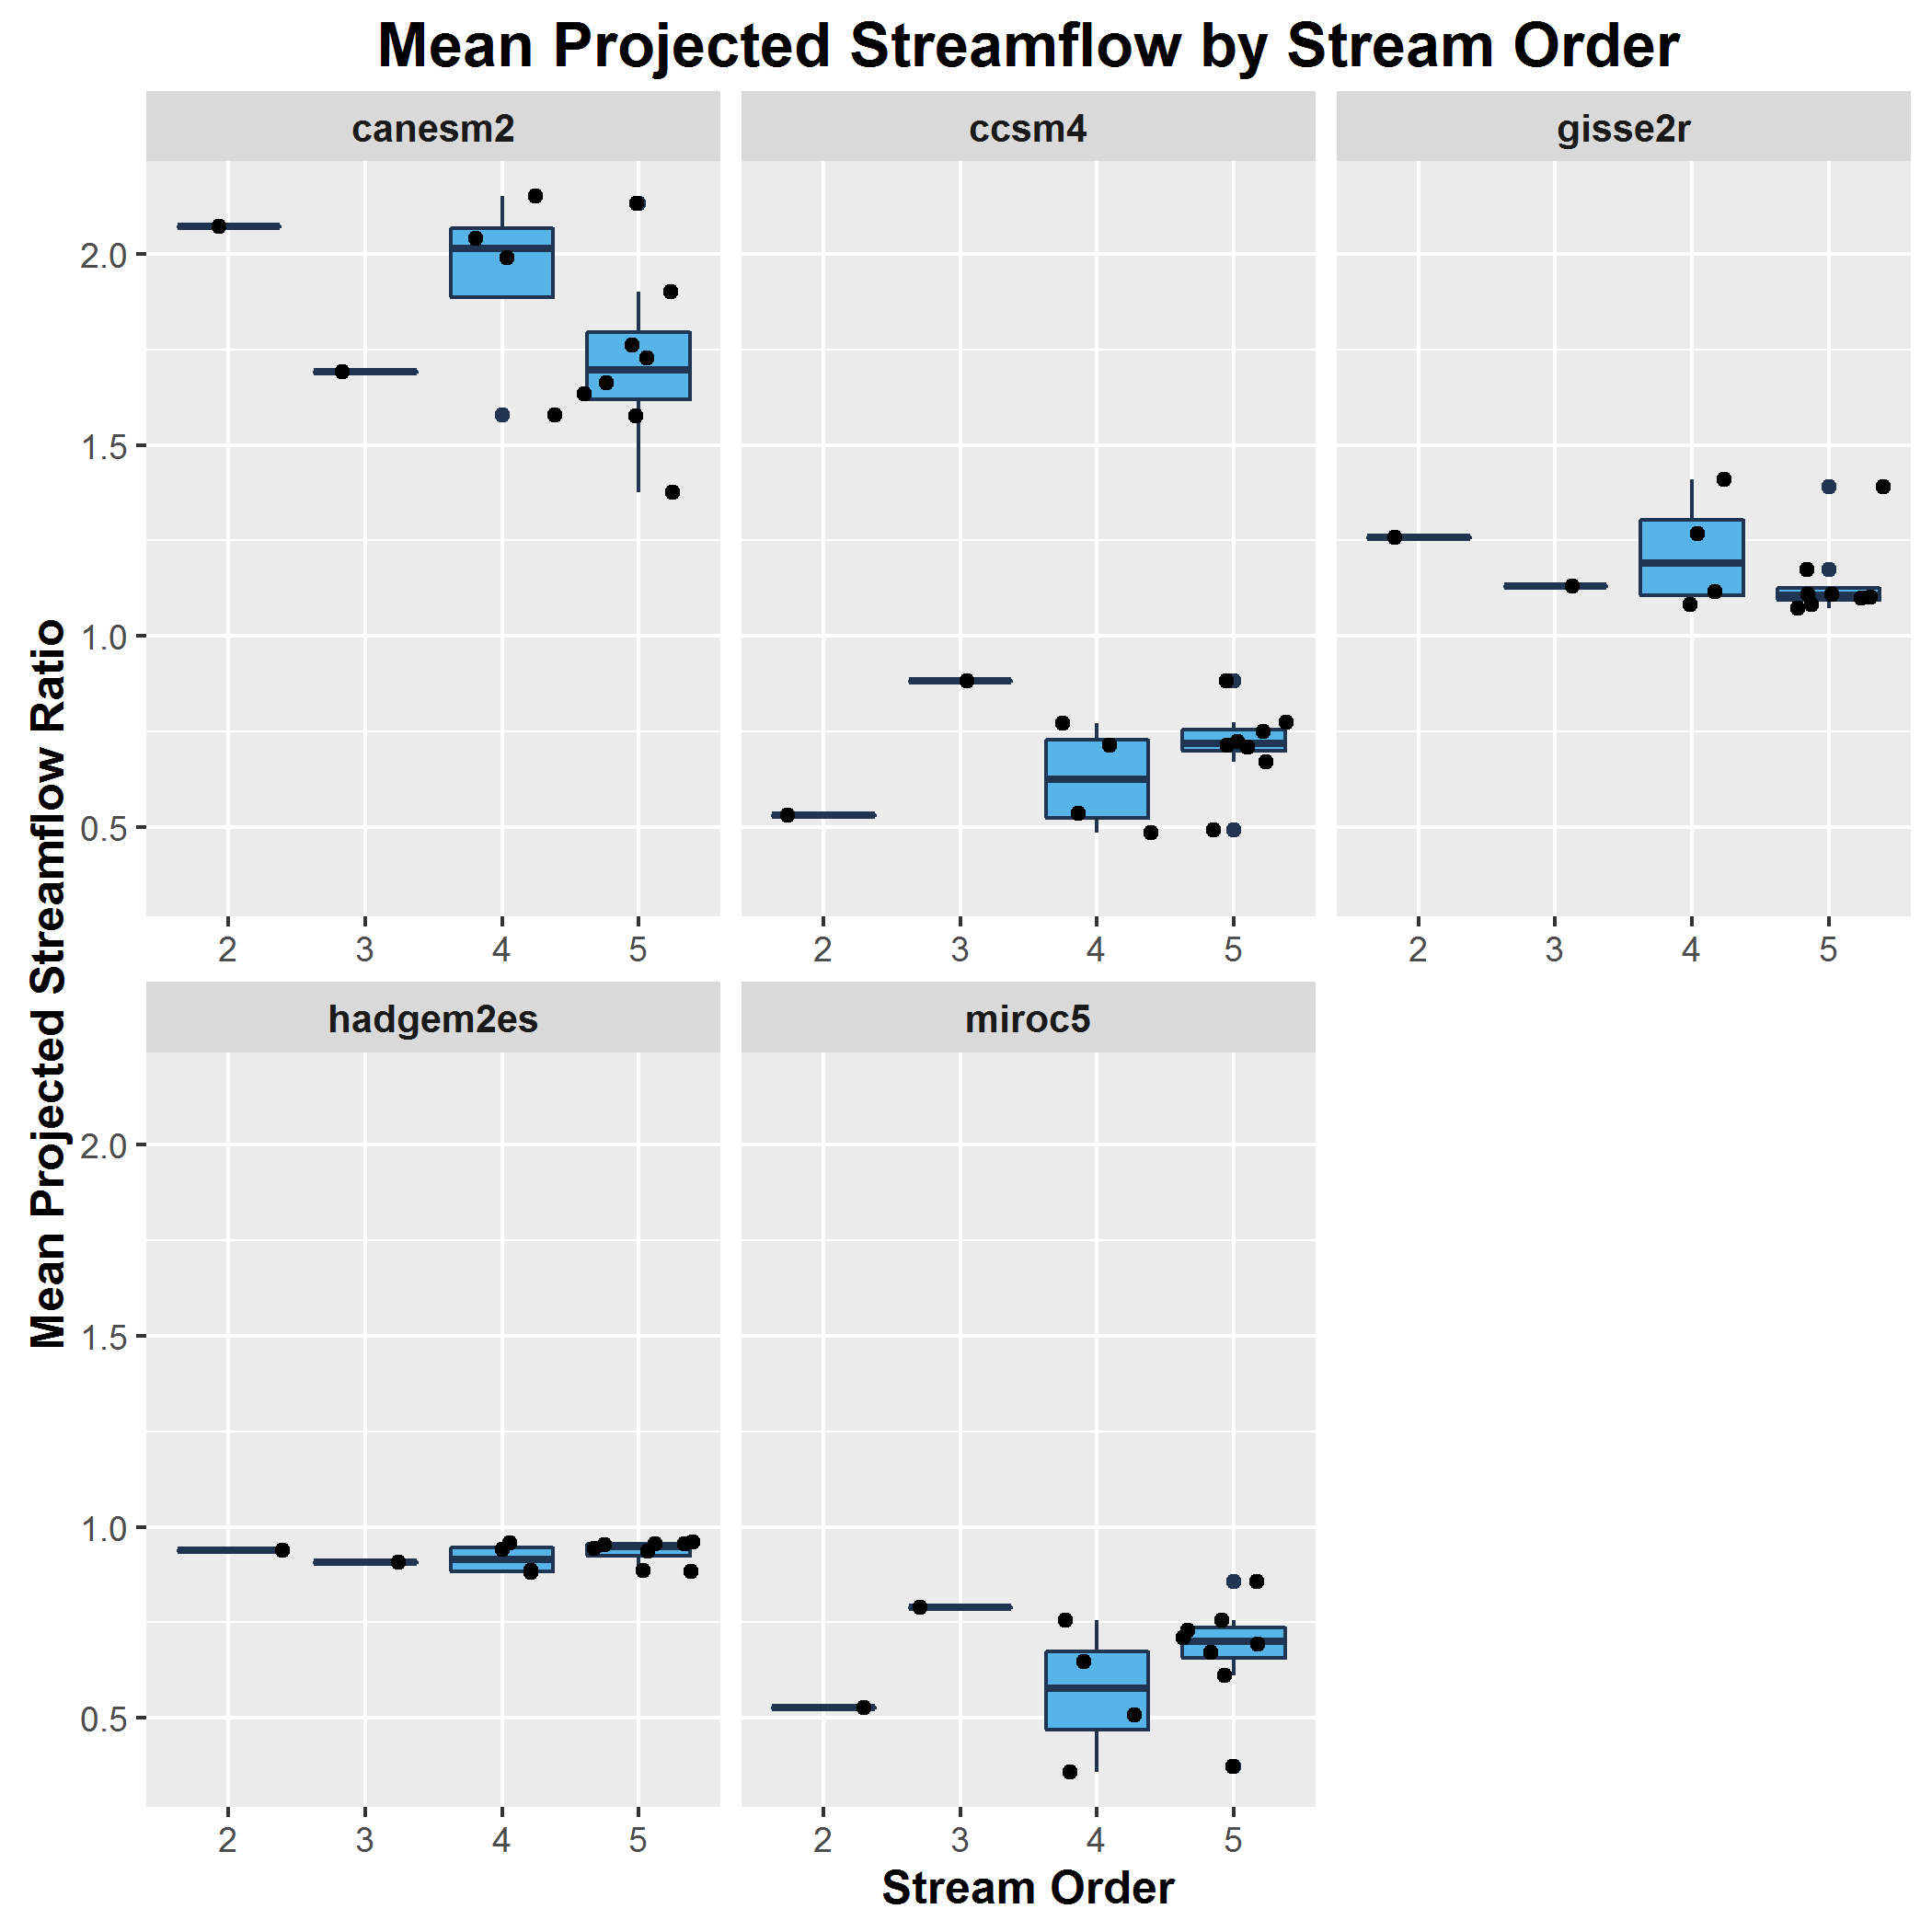 Mean Projected Streamflow by Stream Order
canesm2
ccsm4
gisse2r
Mean Projected Streamflow Ratio
2.0
1.5
1.0
0.5
2 3 4 5
2 3 4 5
2 3 4 5
hadgem2es
miroc5
2.0
1.5
1.0
0.5
2 3 4 5
2 3 4 5
Stream Order